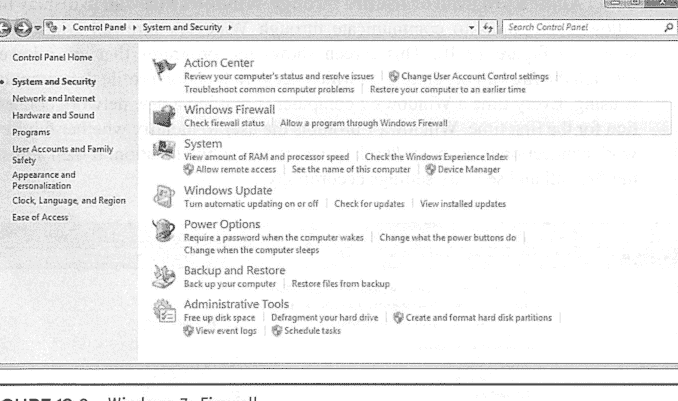 Control Panel ▸ System and Security ▸
Search Control Panel
Control Panel Home
System and Security
Network and Internet
Hardware and Sound
Programs
User Accounts and Family
Safety
Appearance and
Personalization
Clock, Language, and Region
Ease of Access
Action Center
Review your computer's status and resolve issues | Change User Account Control settings
Troubleshoot common computer problems | Restore your computer to an earlier time
Windows Firewall
Check firewall status | Allow a program through Windows Firewall
System
View amount of RAM and processor speed | Check the Windows Experience Index
Allow remote access | See the name of this computer | Device Manager
Windows Update
Turn automatic updating on or off | Check for updates | View installed updates
Power Options
Require a password when the computer wakes | Change what the power buttons do
Change when the computer sleeps
Backup and Restore
Back up your computer | Restore files from backup
Administrative Tools
Free up disk space | Defragment your hard drive | Create and format hard disk partitions
View event logs | Schedule tasks
Windows 7: Firewall